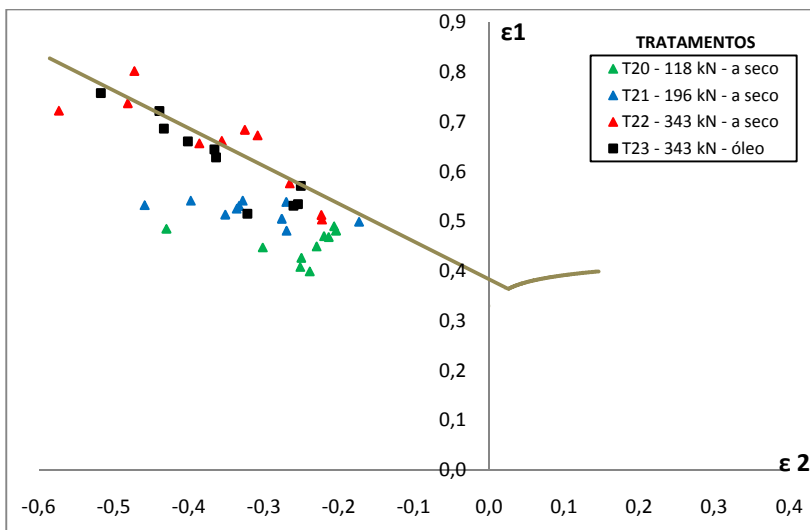 0,9
ε1
0,8
0,7
0,6
0,5
0,4
0,3
0,2
0,1
0,0
ε 2
-0,6 -0,5 -0,4 -0,3 -0,2 -0,1 0,0 0,1 0,2 0,3 0,4
TRATAMENTOS
T20 - 118 kN - a seco
T21 - 196 kN - a seco
T22 - 343 kN - a seco
T23 - 343 kN - óleo